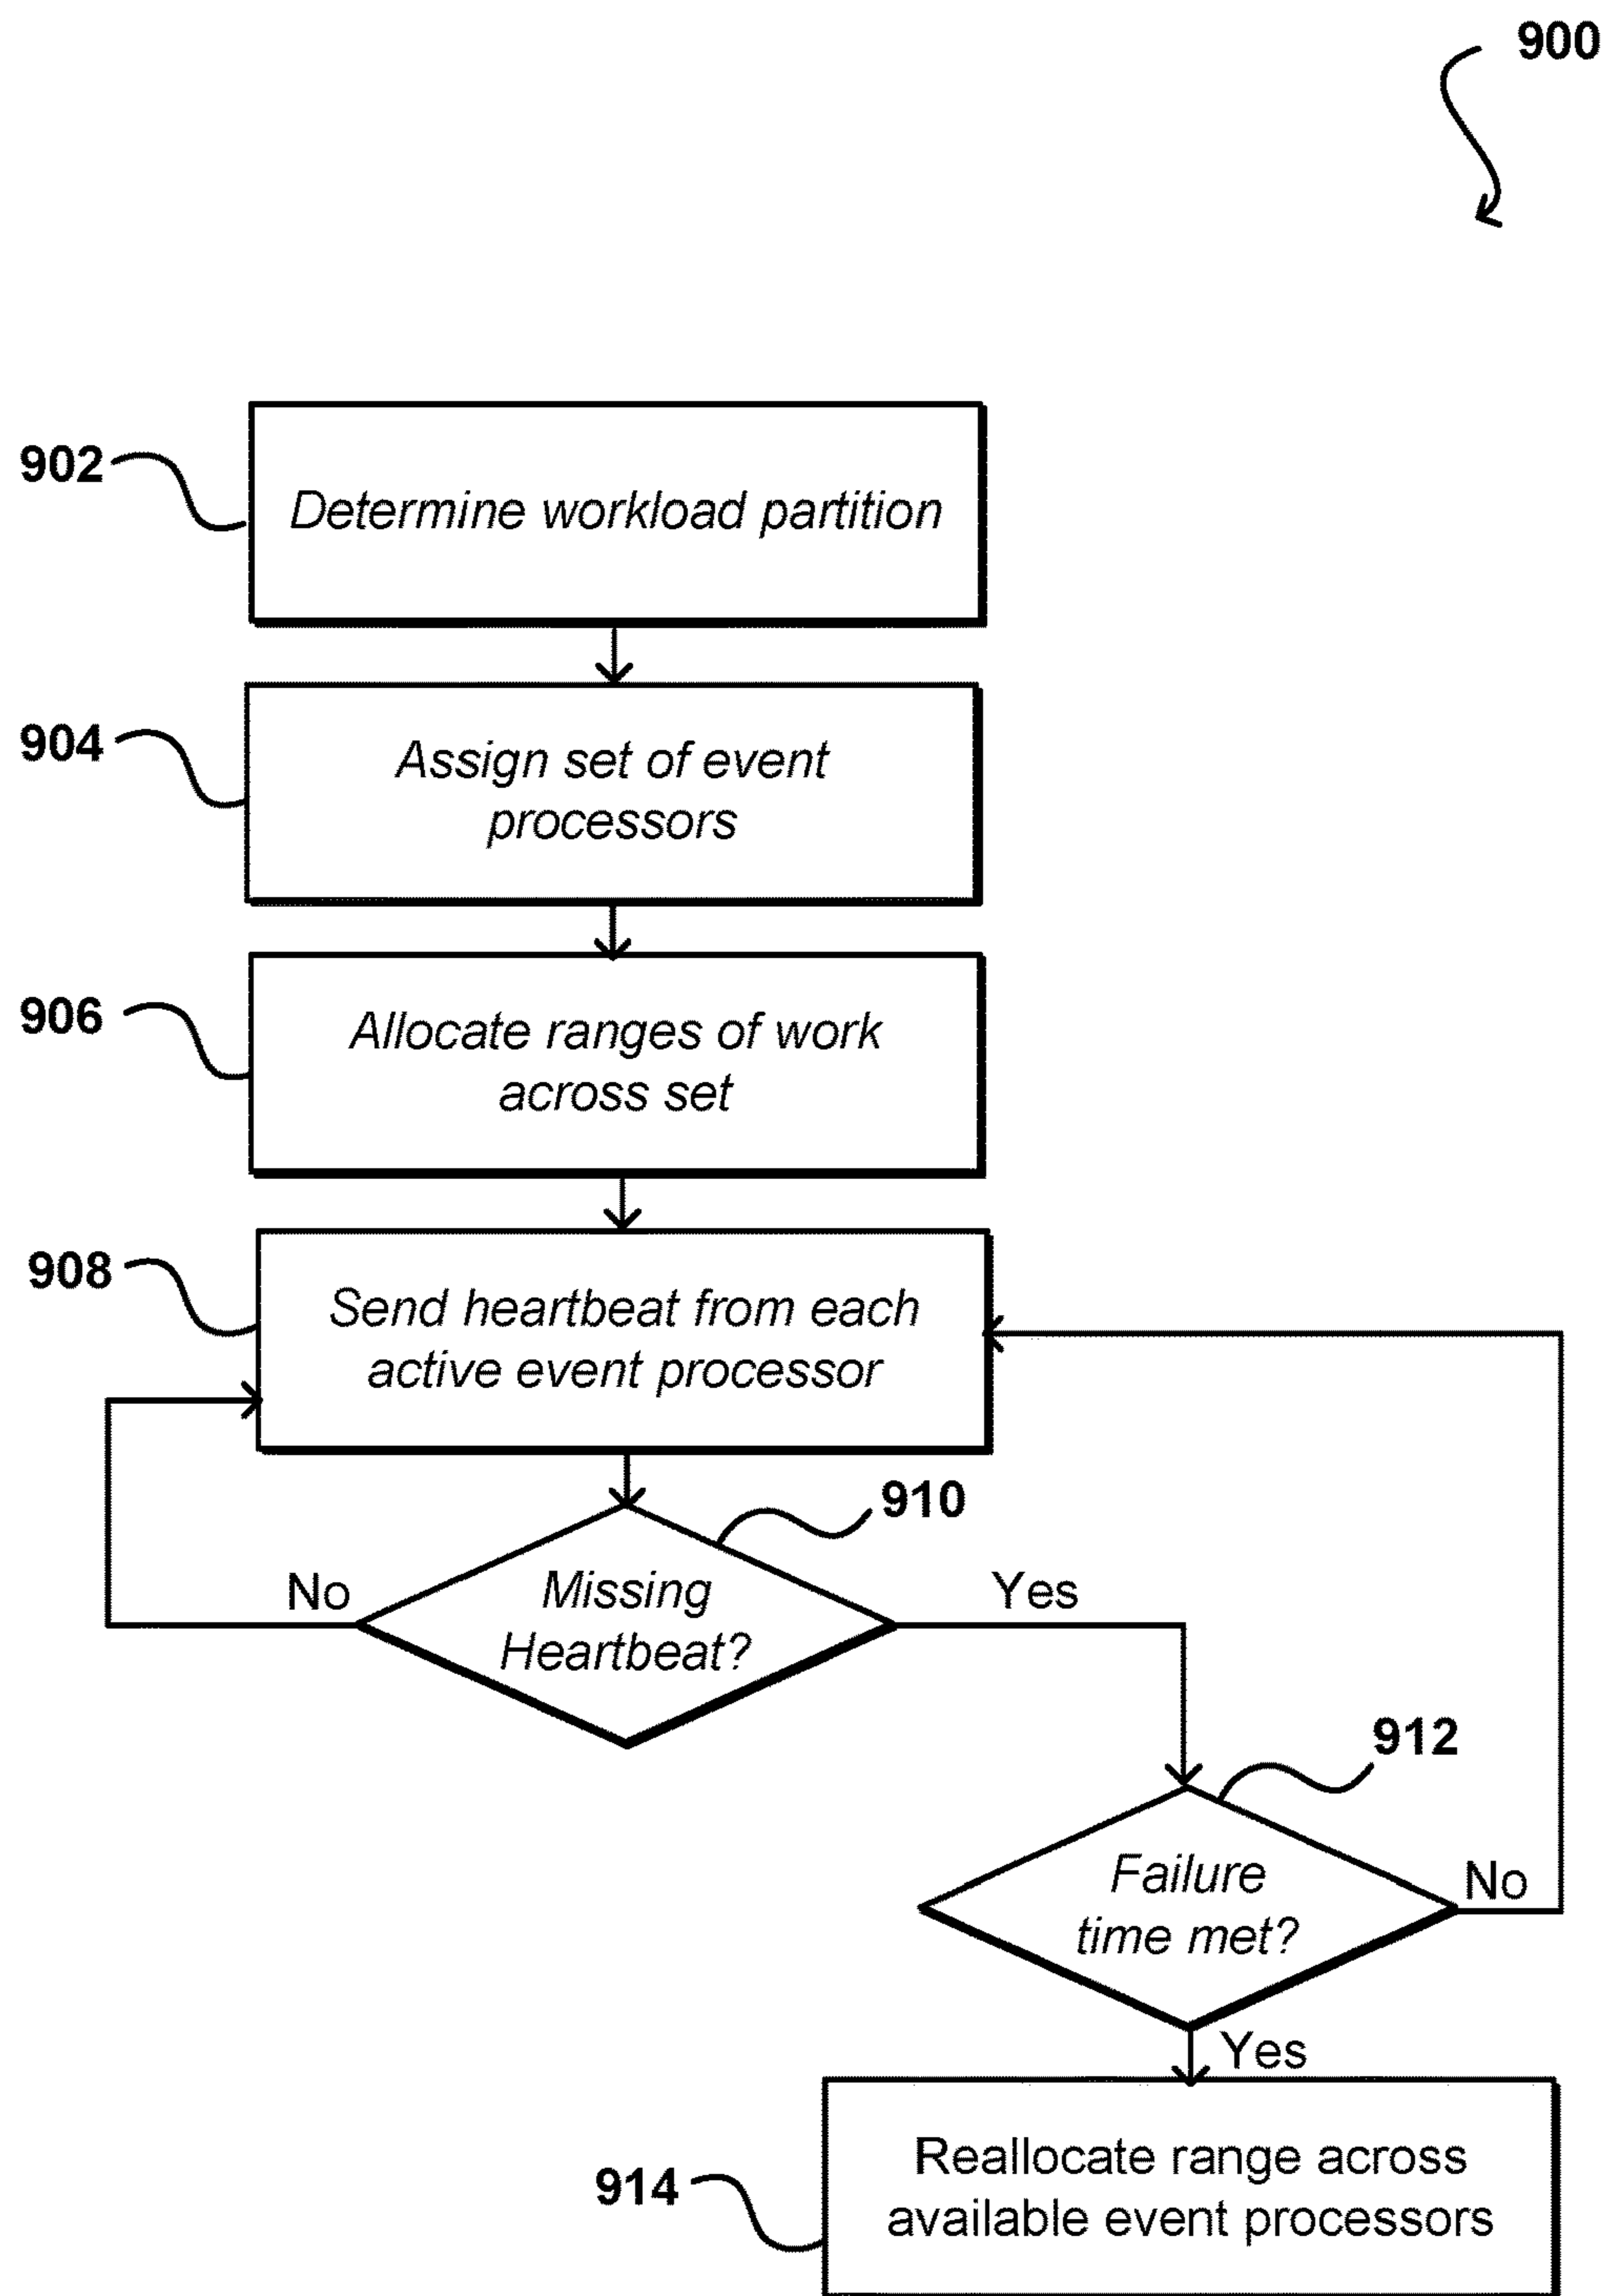 900
902
Determine workload partition
904
Assign set of event
processors
906
Allocate ranges of work
across set
908
Send heartbeat from each
active event processor
910
No
Missing
Heartbeat?
Yes
912
Failure
time met?
No
Yes
914
Reallocate range across
available event processors